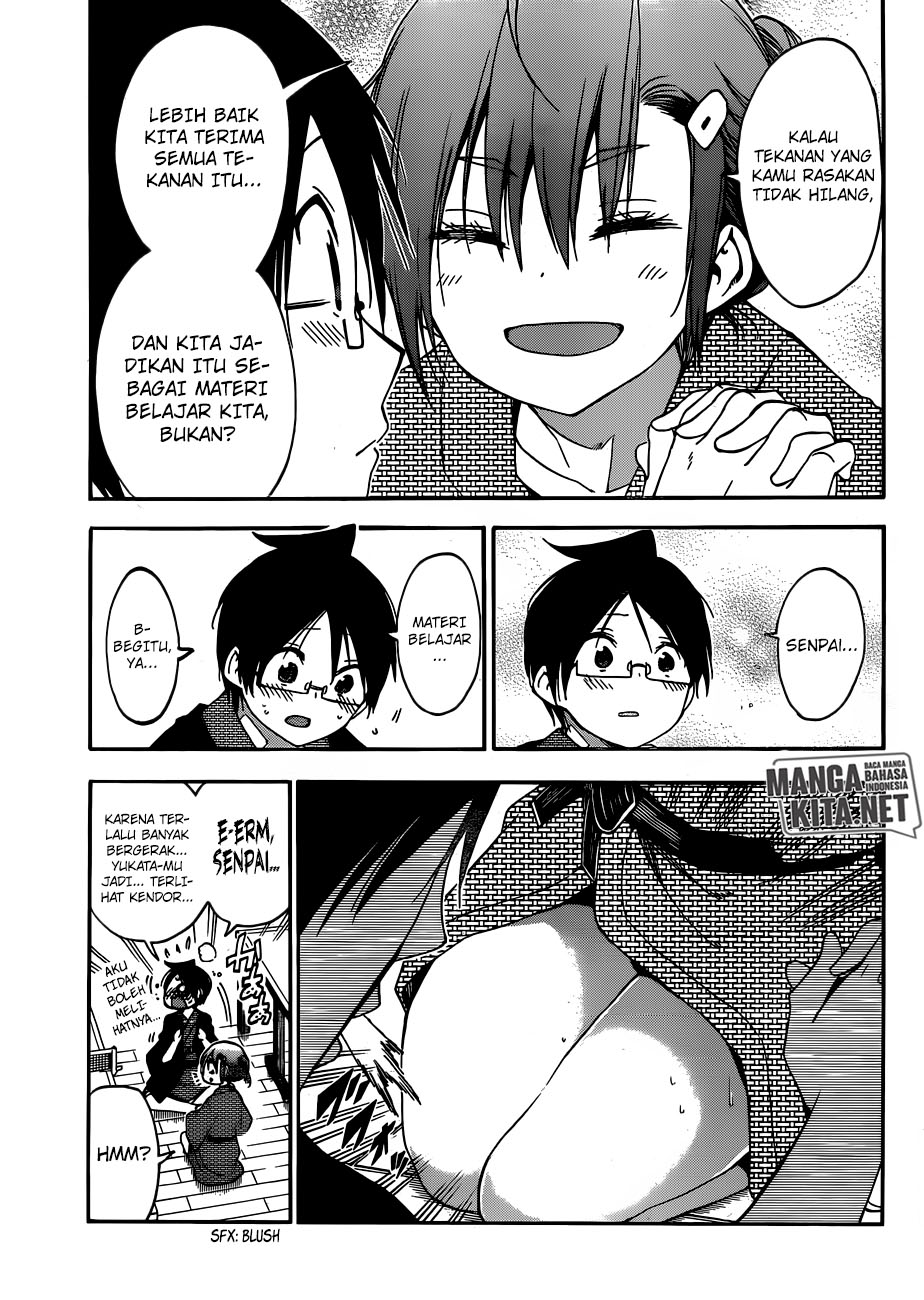 KALAU
TEKANAN YANG
KAMU RASAKAN
TIDAK HILANG,
LEBIH BAIK
KITA TERIMA
SEMUA TE-
KANAN ITU...
DAN KITA JA-
DIKAN ITU SE-
BAGAI MATERI
BELAJAR KITA,
BUKAN?
SENPAI...
MATERI
BELAJAR
...
B-
BEGITU,
YA...
MANGA
KITA.NET
BACA MANGA
BAHASA
INDONESIA
E-ERM,
SENPAI...
KARENA TER-
LALU BANYAK
BERGERAK...
YUKATA-MU
JADI... TERLI-
HAT KENDOR...
AKU
TIDAK
BOLEH
MELI-
HATNYA...
HMM?
SFX: BLUSH